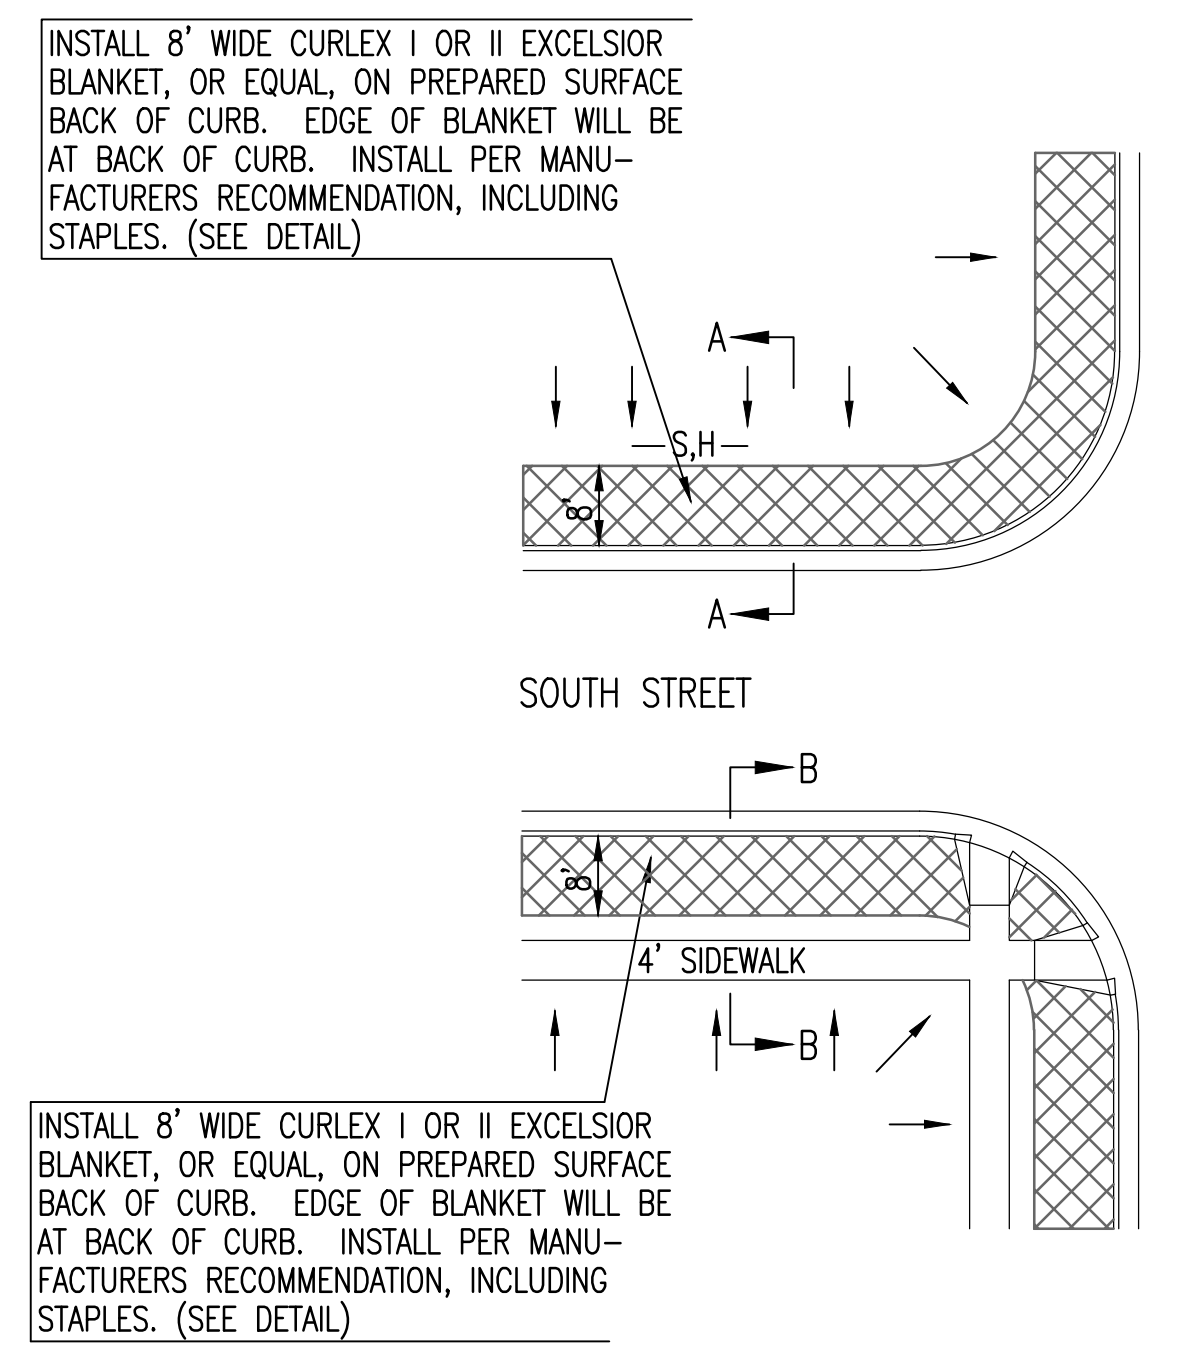 INSTALL 8' WIDE CURLEX I OR II EXCELSIOR
BLANKET, OR EQUAL, ON PREPARED SURFACE
BACK OF CURB. EDGE OF BLANKET WILL BE
AT BACK OF CURB. INSTALL PER MANU-
FACTURERS RECOMMENDATION, INCLUDING
STAPLES. (SEE DETAIL)
A
S,H
8'
A
SOUTH STREET
B
8'
4' SIDEWALK
B
INSTALL 8' WIDE CURLEX I OR II EXCELSIOR
BLANKET, OR EQUAL, ON PREPARED SURFACE
BACK OF CURB. EDGE OF BLANKET WILL BE
AT BACK OF CURB. INSTALL PER MANU-
FACTURERS RECOMMENDATION, INCLUDING
STAPLES. (SEE DETAIL)